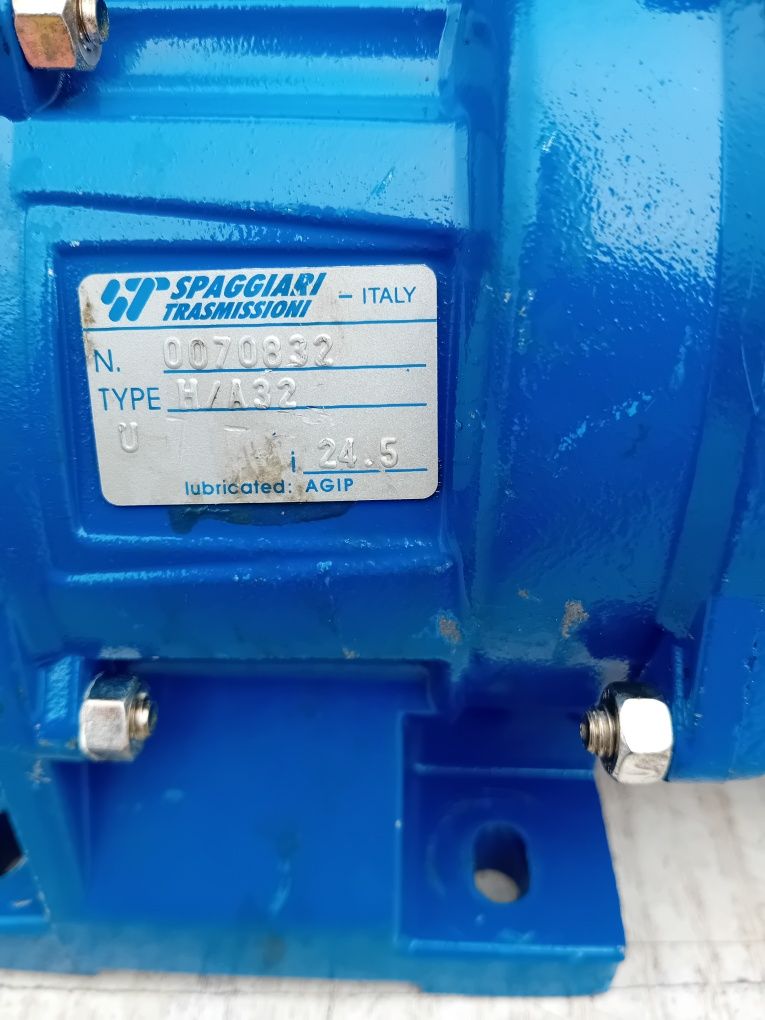 SPAGGIARI
TRASMISSIONI
- ITALY
N. 0070832
TYPE H/A32
U
i 24.5
lubricated: AGIP